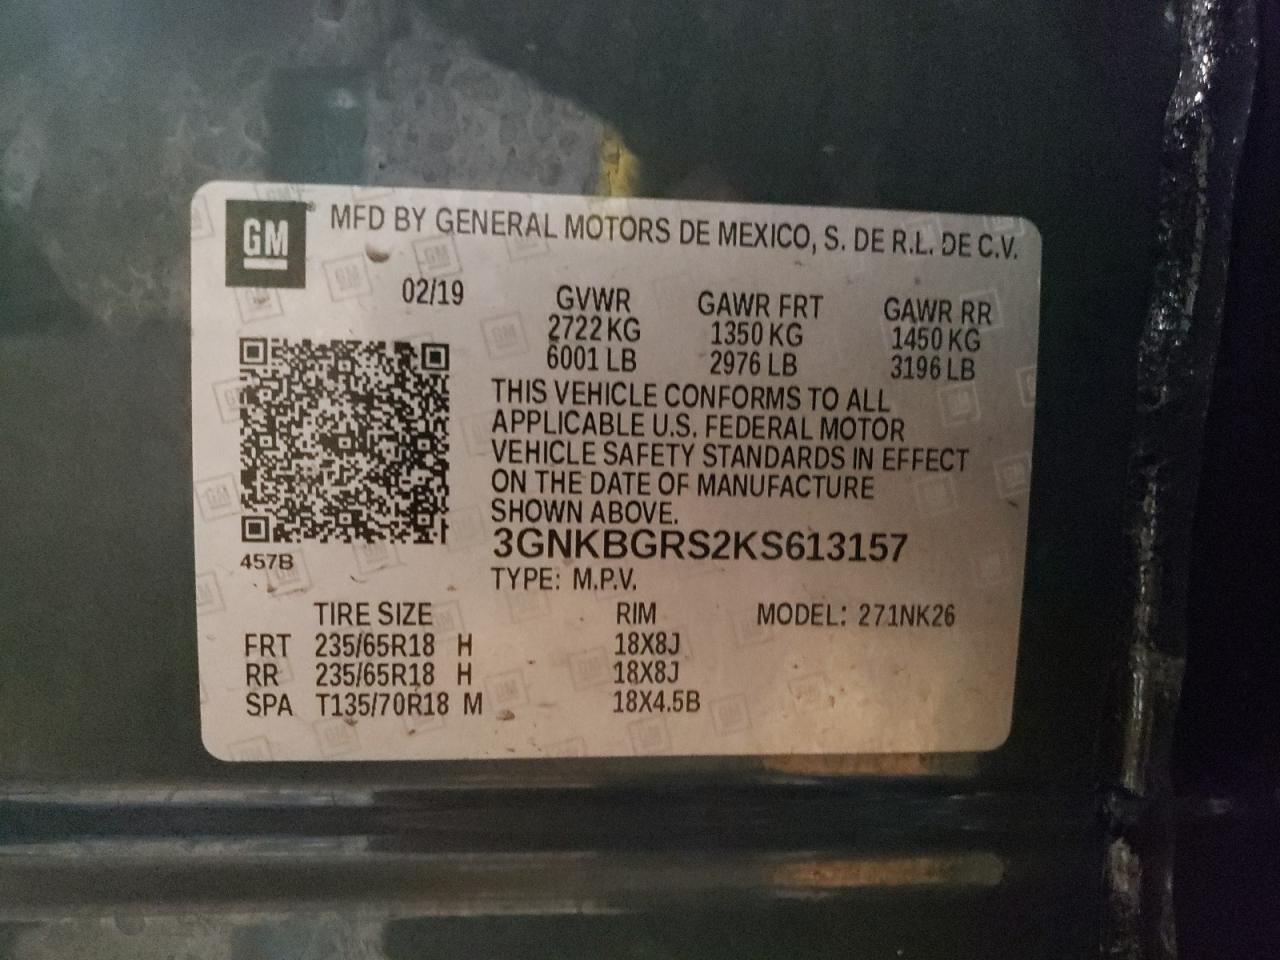 GM MFD BY GENERAL MOTORS DE MEXICO, S. DE R.L. DE C.V.
02/19 GVWR GAWR FRT GAWR RR
2722 KG 1350 KG 1450 KG
6001 LB 2976 LB 3196 LB
THIS VEHICLE CONFORMS TO ALL
APPLICABLE U.S. FEDERAL MOTOR
VEHICLE SAFETY STANDARDS IN EFFECT
ON THE DATE OF MANUFACTURE
SHOWN ABOVE.
3GNKBGRS2KS613157
457B
TYPE: M.P.V.
TIRE SIZE RIM MODEL: 271NK26
FRT 235/65R18 H 18X8J
RR 235/65R18 H 18X8J
SPA T135/70R18 M 18X4.5B